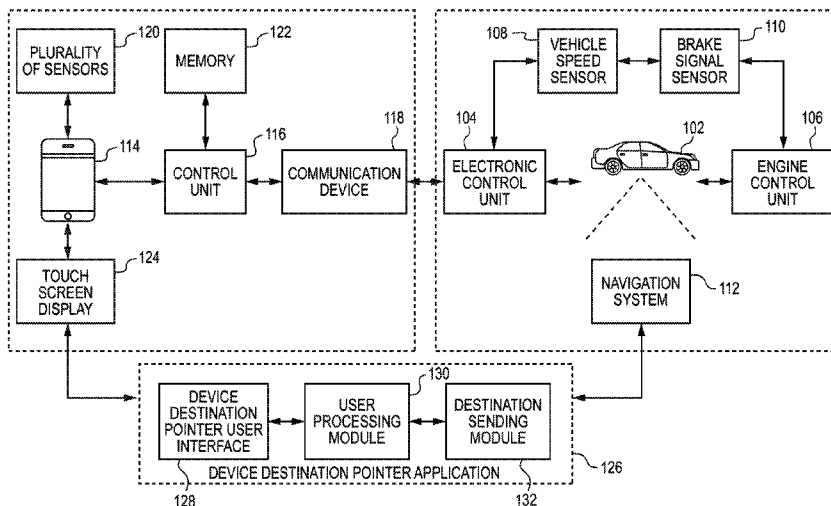 120
PLURALITY
OF SENSORS
122
MEMORY
114
116
CONTROL
UNIT
118
COMMUNICATION
DEVICE
124
TOUCH
SCREEN
DISPLAY
108
VEHICLE
SPEED
SENSOR
110
BRAKE
SIGNAL
SENSOR
104
ELECTRONIC
CONTROL
UNIT
102
106
ENGINE
CONTROL
UNIT
NAVIGATION
SYSTEM
112
DEVICE
DESTINATION
POINTER USER
INTERFACE
128
130
USER
PROCESSING
MODULE
DESTINATION
SENDING
MODULE
132
DEVICE DESTINATION POINTER APPLICATION
126